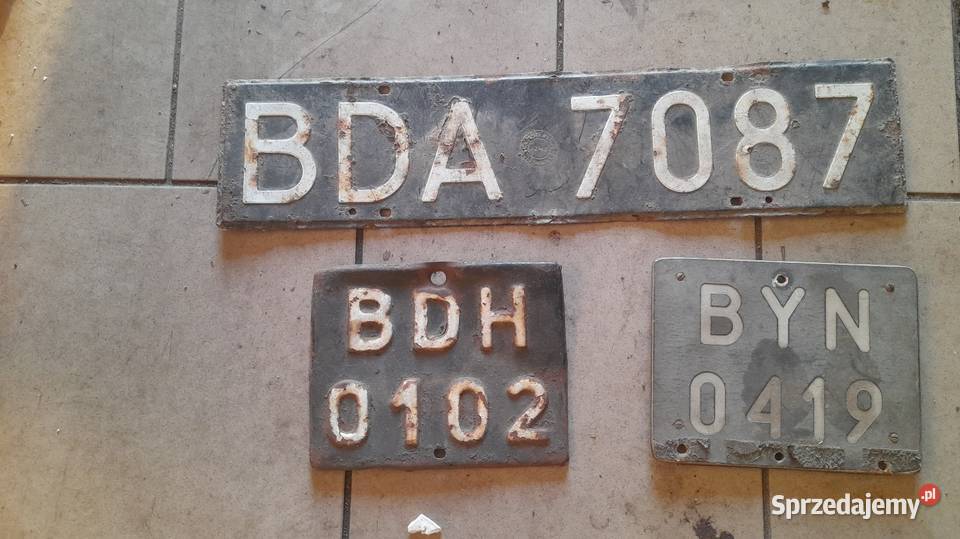 BDA 7087
BDH
0102
BYN
0419
Sprzedajemy.pl